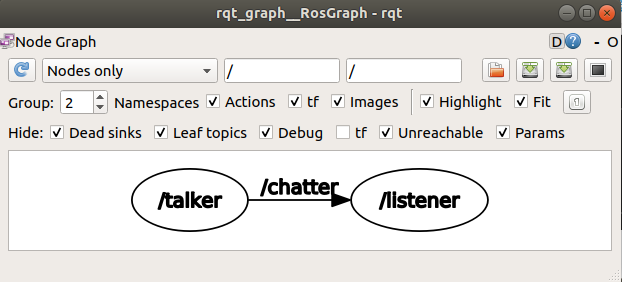 rqt_graph__RosGraph - rqt
Node Graph D ? - O
Nodes only / /
Group: 2 Namespaces Actions tf Images Highlight Fit
Hide: Dead sinks Leaf topics Debug tf Unreachable Params
/chatter
/talker /listener